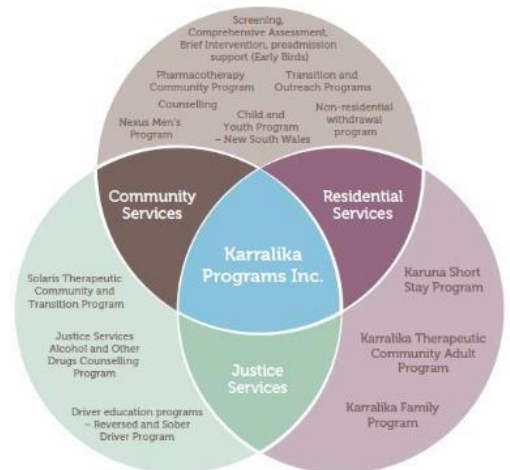 Screening,
Comprehensive Assessment,
Brief Intervention, preadmission
support (Early Birds)
Pharmacotherapy
Community Program
Transition and
Outreach Programs
Counselling
Nexus Men's
Program
Child and
Youth Program
– New South Wales
Non-residential
withdrawal
program
Community
Services
Residential
Services
Karralika
Programs Inc.
Solaris Therapeutic
Community and
Transition Program
Justice Services
Alcohol and Other
Drugs Counselling
Program
Driver education programs
– Reversed and Sober
Driver Program
Justice
Services
Karuna Short
Stay Program
Karralika Therapeutic
Community Adult
Program
Karralika Family
Program